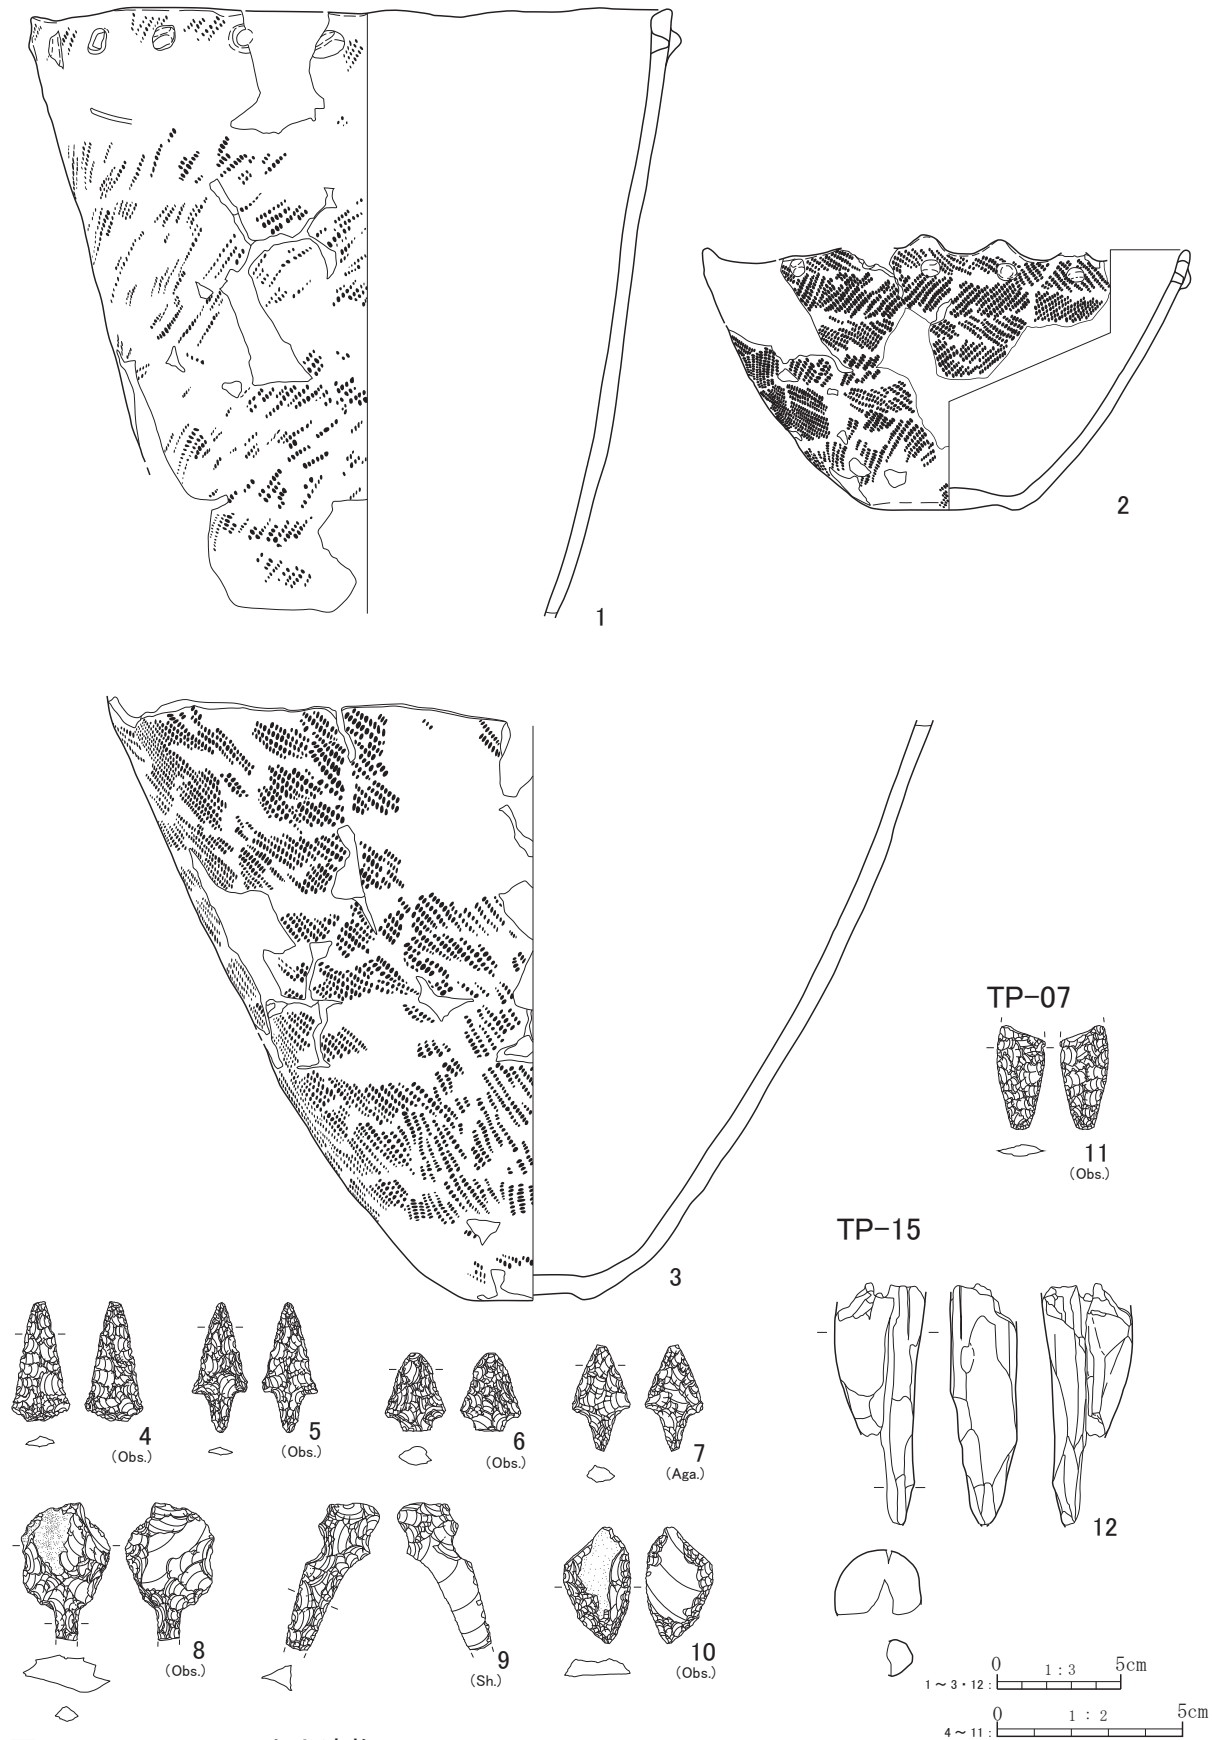 1
2
3
TP-07
11
(Obs.)
TP-15
4
(Obs.)
5
(Obs.)
6
(Obs.)
7
(Aga.)
12
8
(Obs.)
9
(Sh.)
10
(Obs.)
0 1:3 5cm
1～3・12:
0 1 : 2 5cm
4～11: